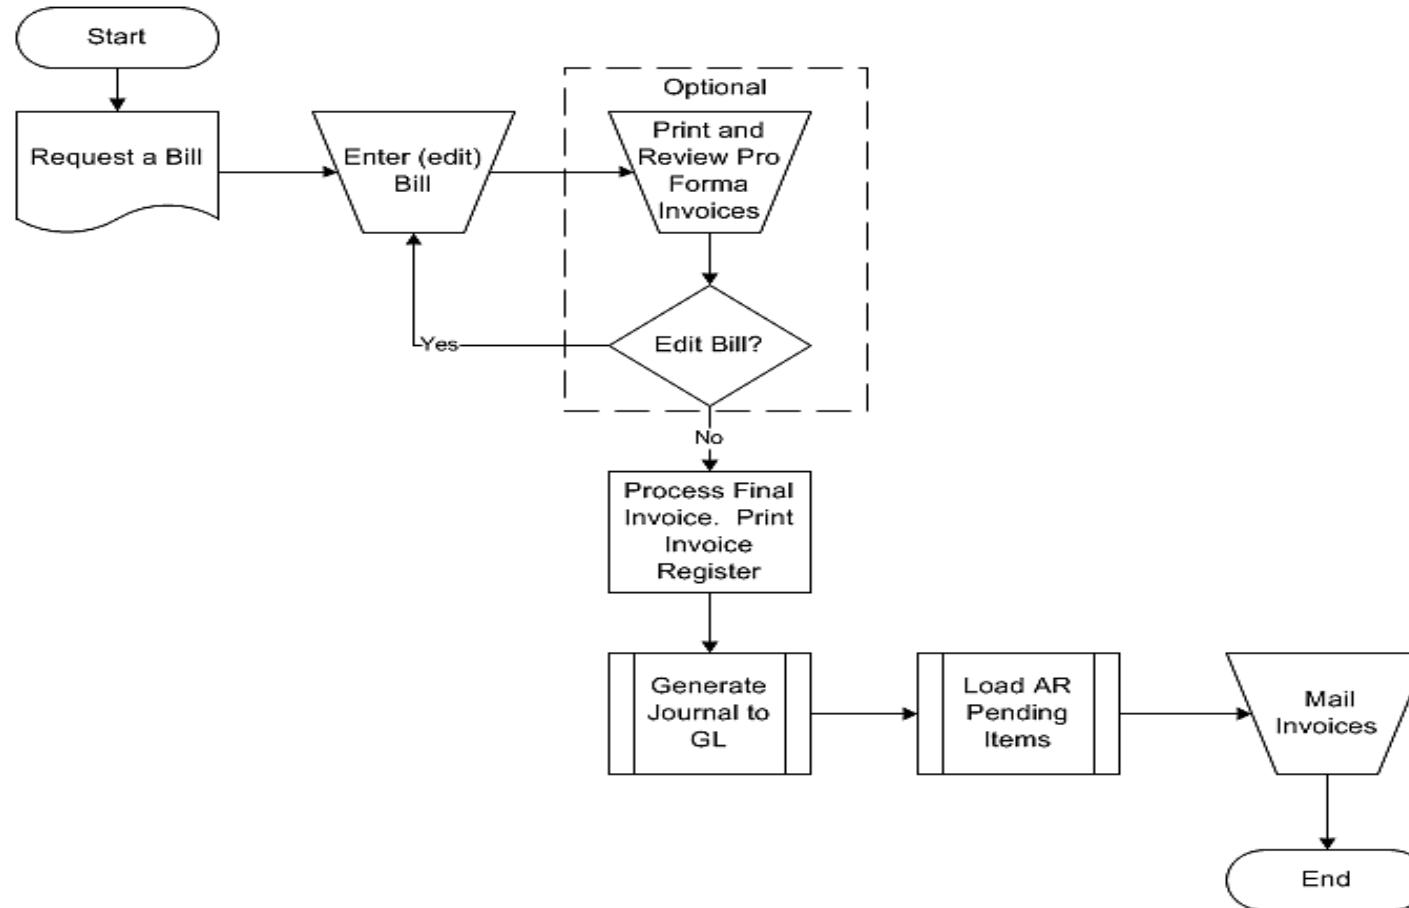 Start
Request a Bill
Enter (edit)
Bill
Optional
Print and
Review Pro
Forma
Invoices
Edit Bill?
Yes
No
Process Final
Invoice.  Print
Invoice
Register
Generate
Journal to
GL
Load AR
Pending
Items
Mail
Invoices
End